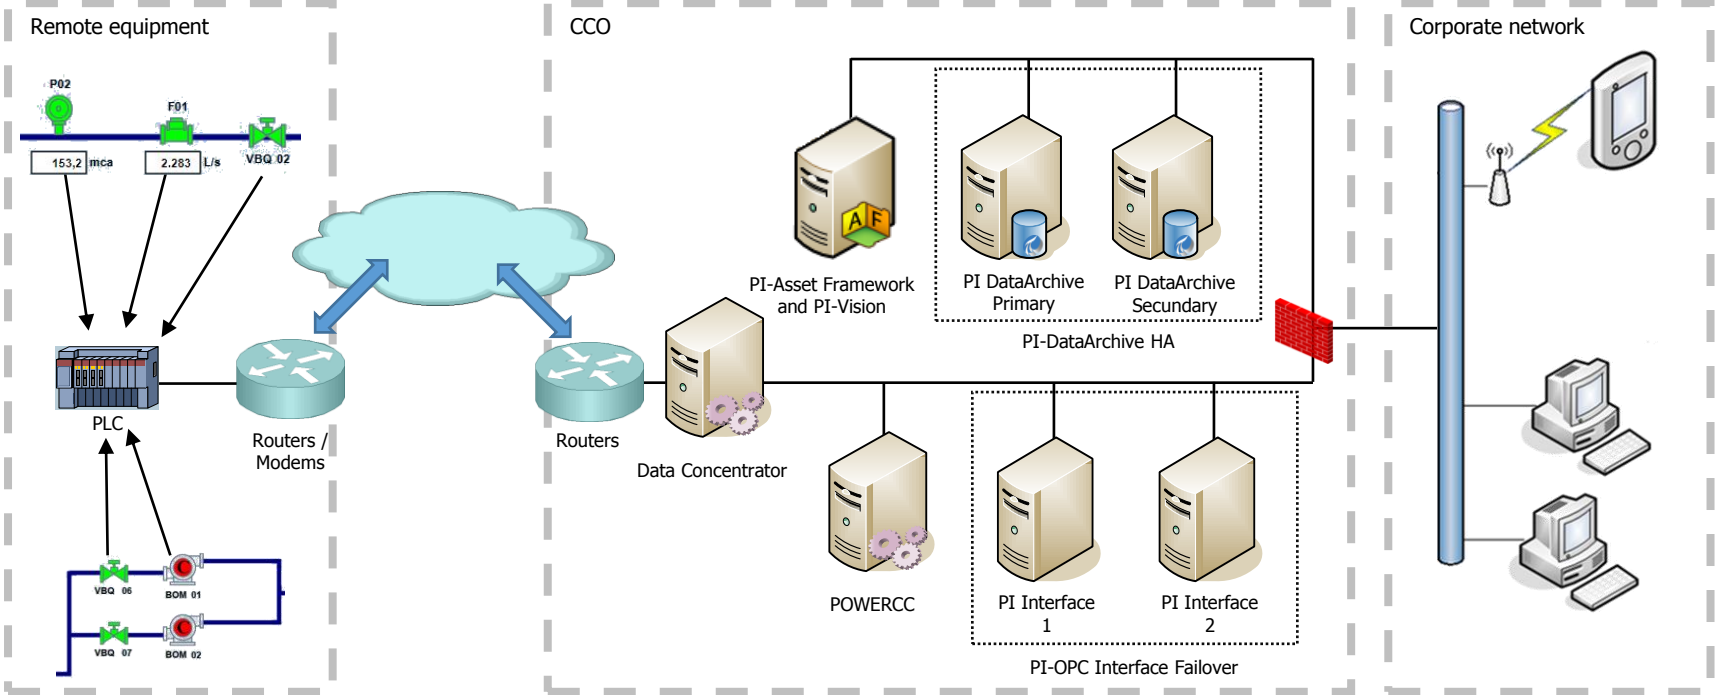 Remote equipment
P02
F01
153,2 mca
2.283 L/s
VBQ 02
PLC
Routers /
Modems
VBQ 06
BOM 01
VBQ 07
BOM 02
CCO
Routers
Data Concentrator
A F
PI-Asset Framework
and PI-Vision
PI DataArchive
Primary
PI DataArchive
Secundary
PI-DataArchive HA
POWERCC
PI Interface
1
PI Interface
2
PI-OPC Interface Failover
Corporate network